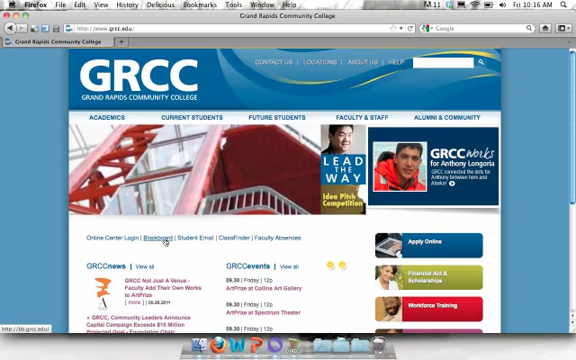 Firefox File Edit View History Delicious Bookmarks Tools Window Help
11 Fri 10:16 AM
Grand Rapids Community College
http://www.grcc.edu/
Google
Grand Rapids Community College
GRCC
GRAND RAPIDS COMMUNITY COLLEGE
CONTACT US | LOCATIONS | ABOUT US | HELP
ACADEMICS CURRENT STUDENTS FUTURE STUDENTS FACULTY & STAFF ALUMNI & COMMUNITY
LEAD
THE
WAY
Idea Pitch
Competition
GRCC works
for Anthony Longoria
GRCC connected the dots
for Anthony between here and
Online Center Login | Blackboard | Student Email | ClassFinder | Faculty Absences
Apply Online
Financial Aid &
Scholarships
Workforce Training
GRCCnews | View all
GRCC Not Just A Venue -
Faculty Add Their Own Works
to ArtPrize
[ more ] | 09.29.2011
GRCC, Community Leaders Announce
Capital Campaign Exceeds $15 Million
GRCCevents | View all
09.30 | Friday | 12p
ArtPrize at Collins Art Gallery
09.30 | Friday | 12p
ArtPrize at Spectrum Theater
09.30 | Friday | 12p
http://bb.grcc.edu/